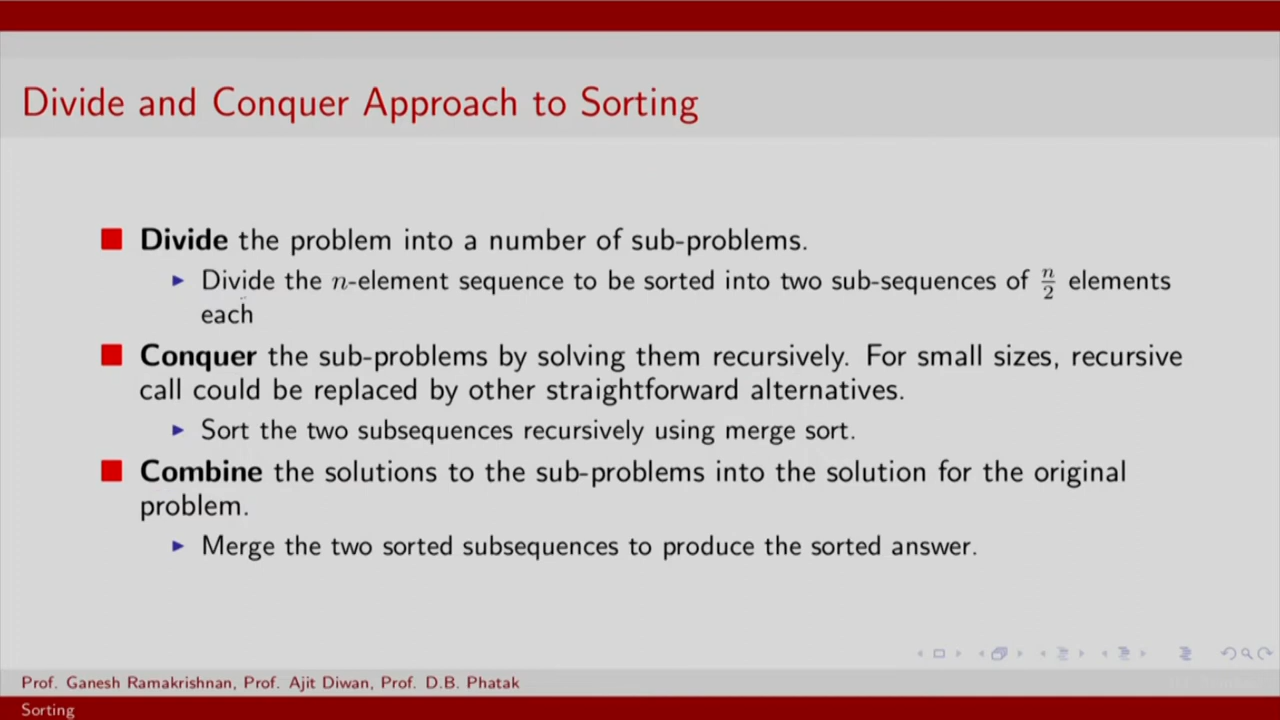 Divide and Conquer Approach to Sorting
Divide the problem into a number of sub-problems.
Divide the n-element sequence to be sorted into two sub-sequences of n/2 elements
each
Conquer the sub-problems by solving them recursively. For small sizes, recursive
call could be replaced by other straightforward alternatives.
Sort the two subsequences recursively using merge sort.
Combine the solutions to the sub-problems into the solution for the original
problem.
Merge the two sorted subsequences to produce the sorted answer.
Prof. Ganesh Ramakrishnan, Prof. Ajit Diwan, Prof. D.B. Phatak
Sorting